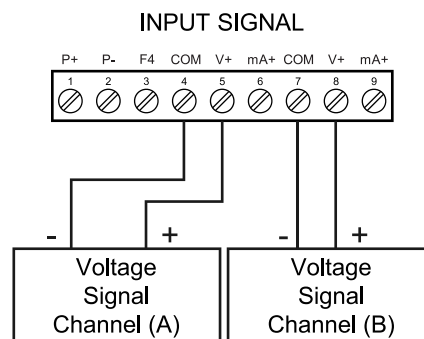 INPUT SIGNAL
P+ P- F4 COM V+ mA+ COM V+ mA+
1 2 3 4 5 6 7 8 9
- + - +
Voltage
Signal
Channel (A)
Voltage
Signal
Channel (B)